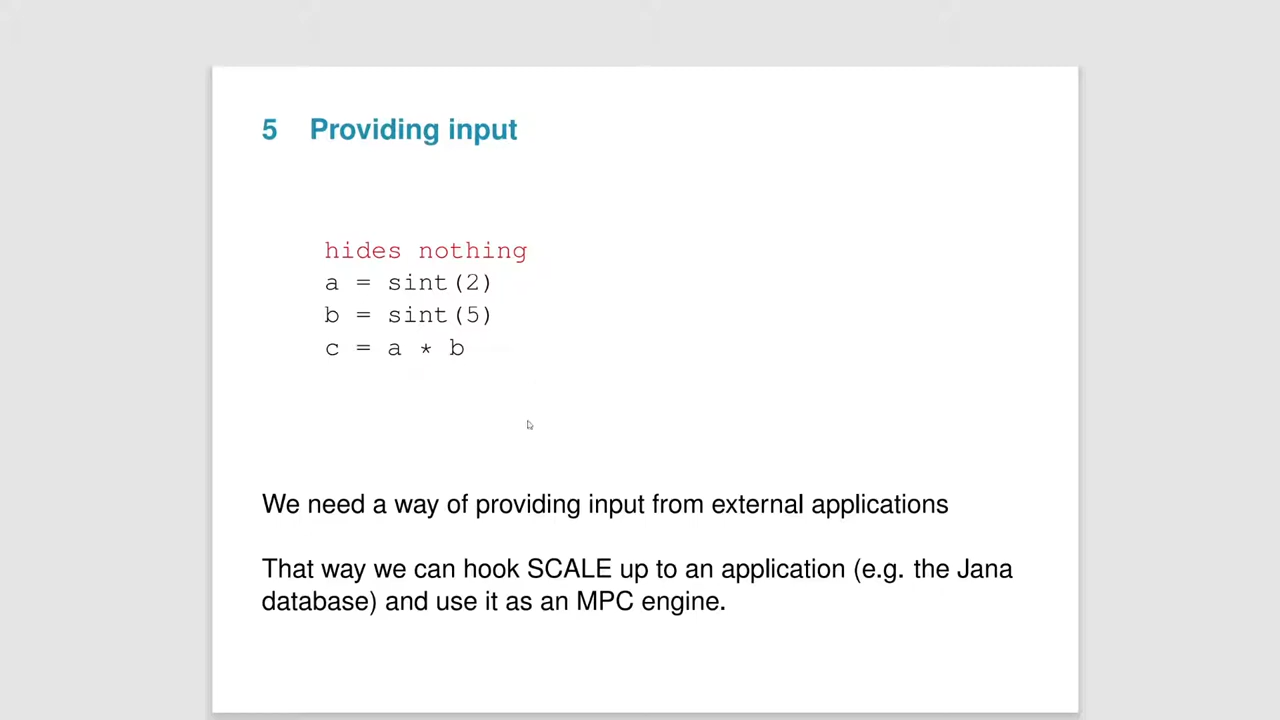 5 Providing input
hides nothing
a = sint(2)
b = sint(5)
c = a * b
We need a way of providing input from external applications
That way we can hook SCALE up to an application (e.g. the Jana
database) and use it as an MPC engine.